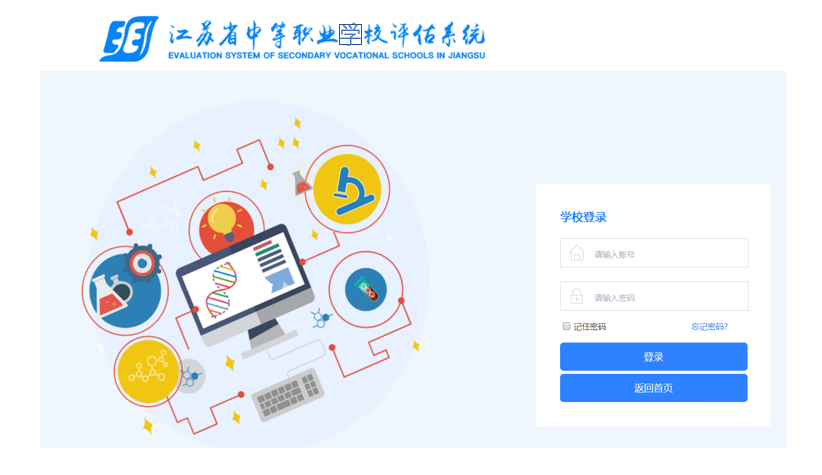 江苏省中等职业学校评估系统
EVALUATION SYSTEM OF SECONDARY VOCATIONAL SCHOOLS IN JIANGSU
学校登录
请输入账号
请输入密码
记住密码 忘记密码?
登录
返回首页